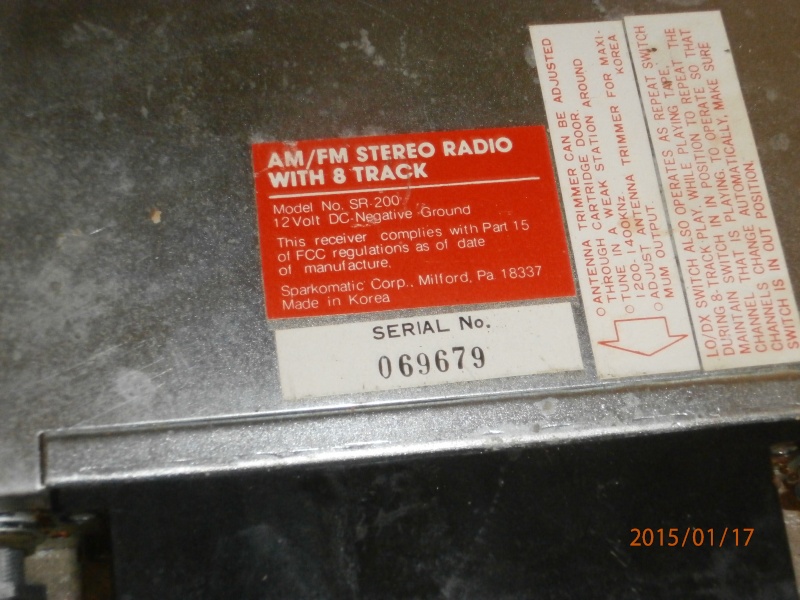 AM/FM STEREO RADIO
WITH 8 TRACK
Model No. SR-200
12 Volt DC-Negative Ground
This receiver complies with Part 15
of FCC regulations as of date
of manufacture.
Sparkomatic Corp., Milford, Pa 18337
Made in Korea
SERIAL No.
069679
○ ANTENNA TRIMMER CAN BE ADJUSTED
THROUGH CARTRIDGE DOOR.
○ TUNE IN A WEAK STATION AROUND
1200-1400KNz
○ ADJUST ANTENNA TRIMMER FOR MAXI-
MUM OUTPUT. KOREA
LO/DX SWITCH ALSO OPERATES AS REPEAT SWITCH
DURING 8-TRACK PLAY, WHILE PLAYING TAPE,
SWITCH IN IN POSITION TO REPEAT THE
MAINTAIN THAT IS PLAYING. TO OPERATE SO THAT
CHANNEL CHANGE AUTOMATICALLY, MAKE SURE
CHANNELS POSITION.
SWITCH IS IN OUT POSITION.
2015/01/17